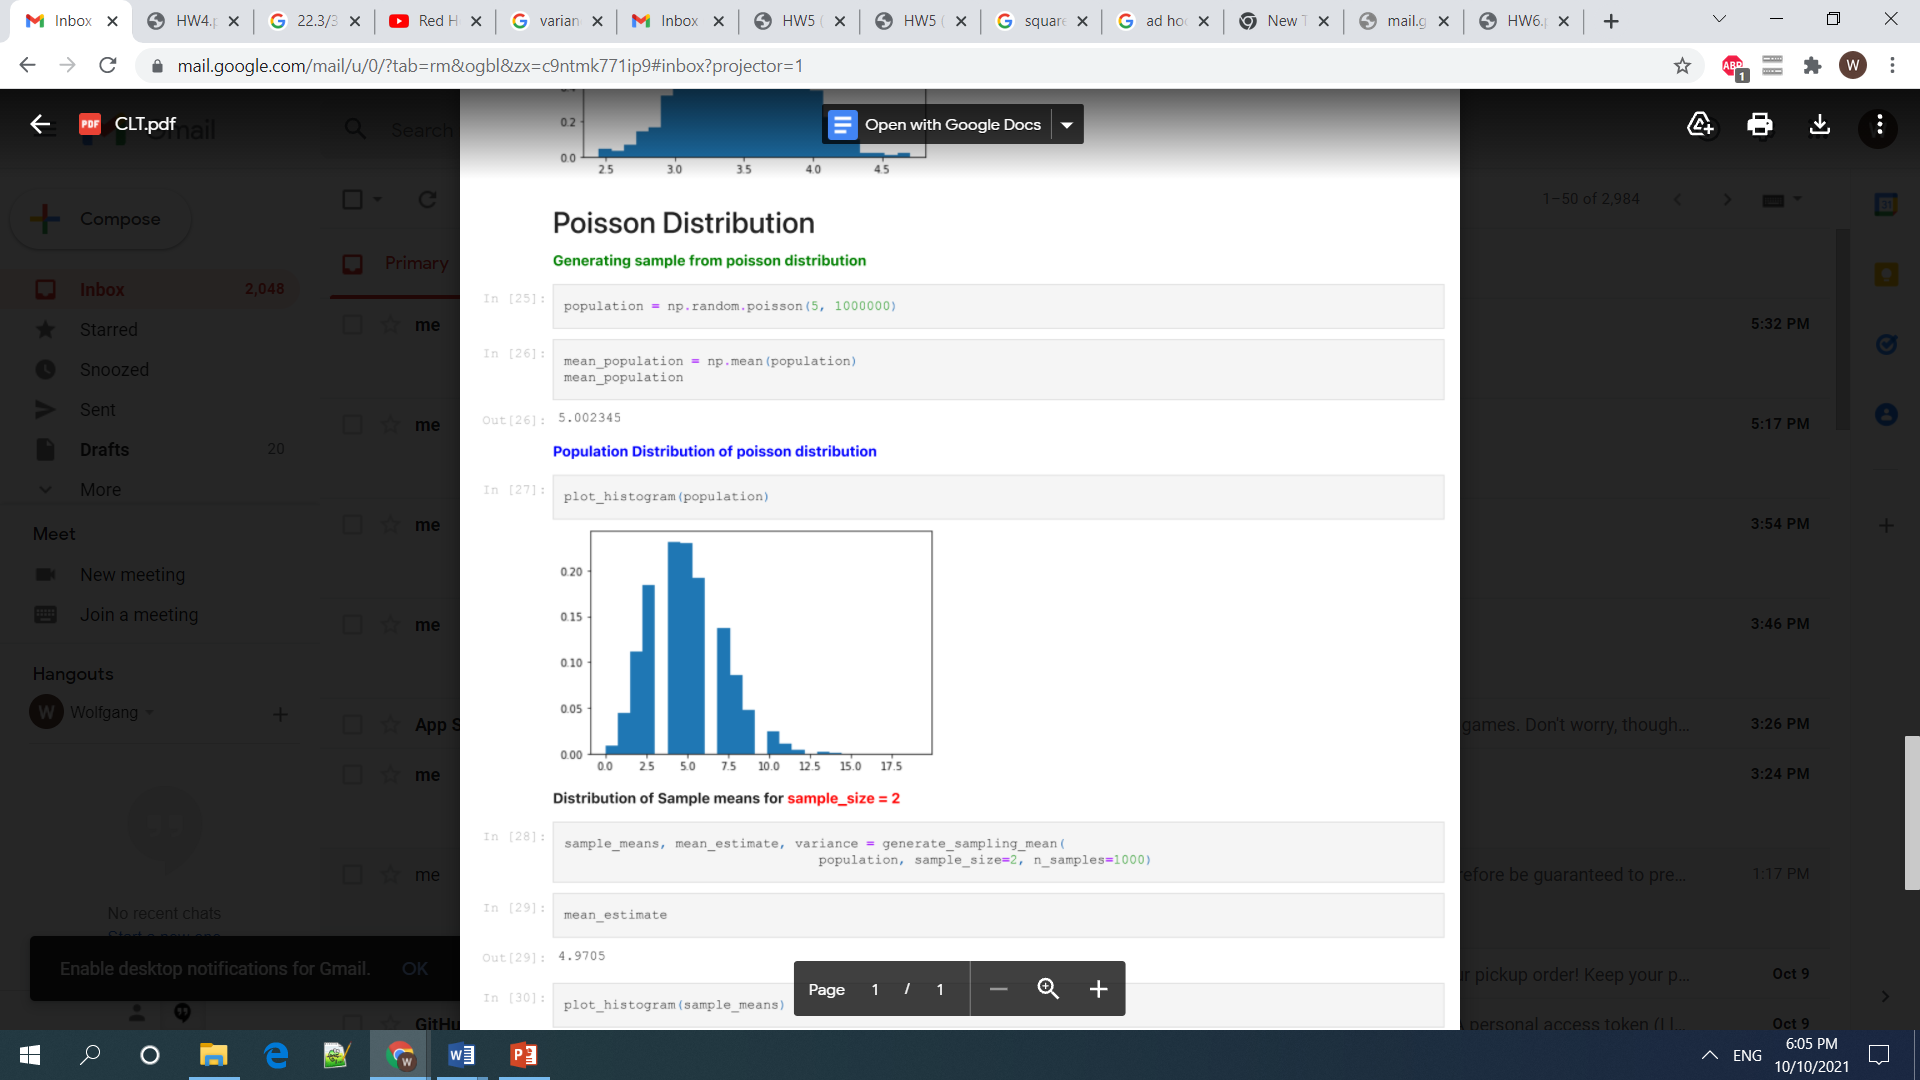 Inbox
HW4.p
22.3/3
Red H
varian
Inbox
HW5 (
HW5 (
square
ad hoc
New T
mail.g
HW6.p
mail.google.com/mail/u/0/?tab=rm&ogbl&zx=c9ntmk771ip9#inbox?projector=1
ABP
1
W
PDF
CLT.pdf
Gmail
Search
Open with Google Docs
0.2
0.0
2.5 3.0 3.5 4.0 4.5
Compose
1–50 of 2,984
Primary
Inbox 2,048
Starred
Snoozed
Sent
Drafts 20
More
Meet
New meeting
Join a meeting
Hangouts
W
Wolfgang
No recent chats
Enable desktop notifications for Gmail. OK
me
me
me
me
App S
me
me
GitHu
Poisson Distribution
Generating sample from poisson distribution
In [25]: population = np.random.poisson(5, 1000000)
In [26]: mean_population = np.mean(population)
mean_population
Out[26]: 5.002345
Population Distribution of poisson distribution
In [27]: plot_histogram(population)
0.20
0.15
0.10
0.05
0.00
0.0 2.5 5.0 7.5 10.0 12.5 15.0 17.5
Distribution of Sample means for sample_size = 2
In [28]: sample_means, mean_estimate, variance = generate_sampling_mean(
population, sample_size=2, n_samples=1000)
In [29]: mean_estimate
Out[29]: 4.9705
In [30]: plot_histogram(sample_means)
Page 1 / 1
5:32 PM
5:17 PM
3:54 PM
3:46 PM
games. Don't worry, though... 3:26 PM
3:24 PM
efore be guaranteed to pre... 1:17 PM
r pickup order! Keep your p... Oct 9
personal access token (I l... Oct 9
31
W
ENG
6:05 PM
10/10/2021